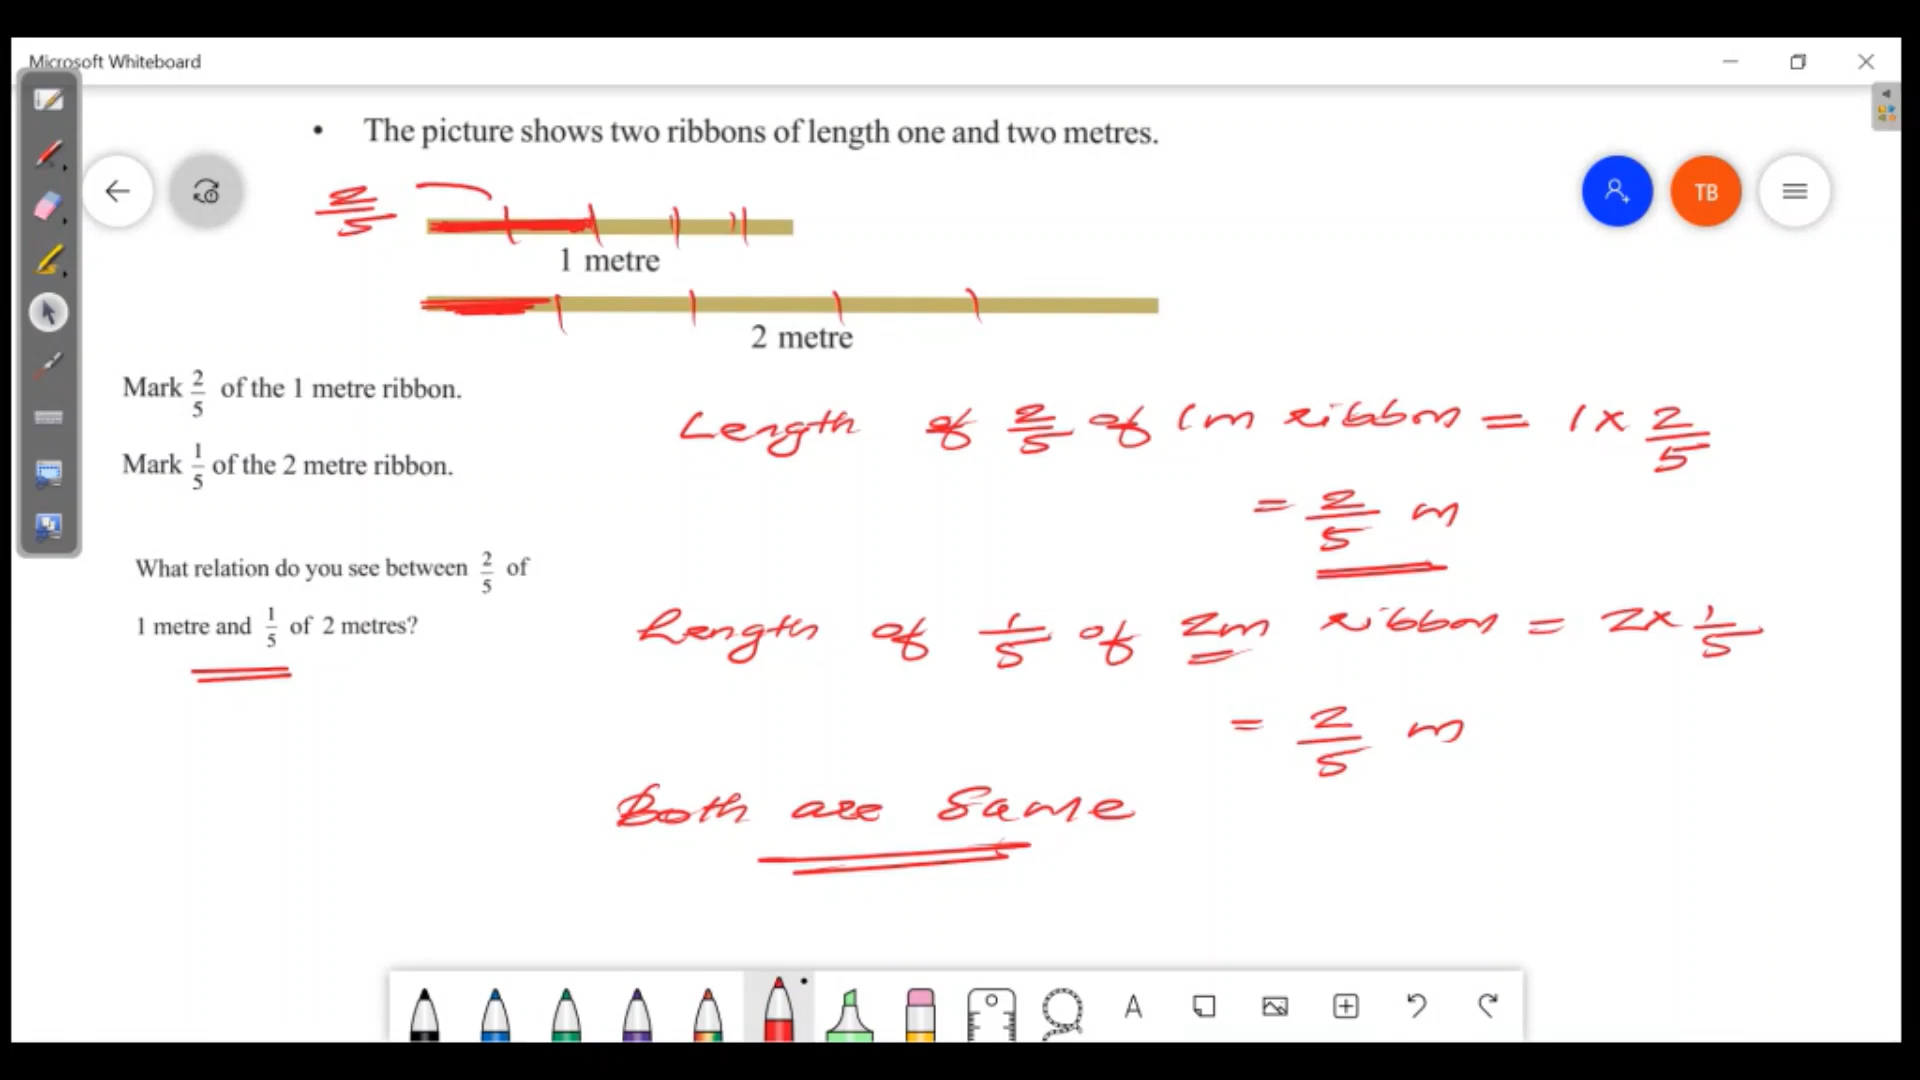 Microsoft Whiteboard
• The picture shows two ribbons of length one and two metres.
2/5
1 metre
2 metre
Mark 2/5 of the 1 metre ribbon.
Length of 2/5 of 1m ribbon = 1 x 2/5
Mark 1/5 of the 2 metre ribbon.
= 2/5 m
What relation do you see between 2/5 of
1 metre and 1/5 of 2 metres?
Length of 1/5 of 2m ribbon = 2 x 1/5
= 2/5 m
Both are Same
TB
A